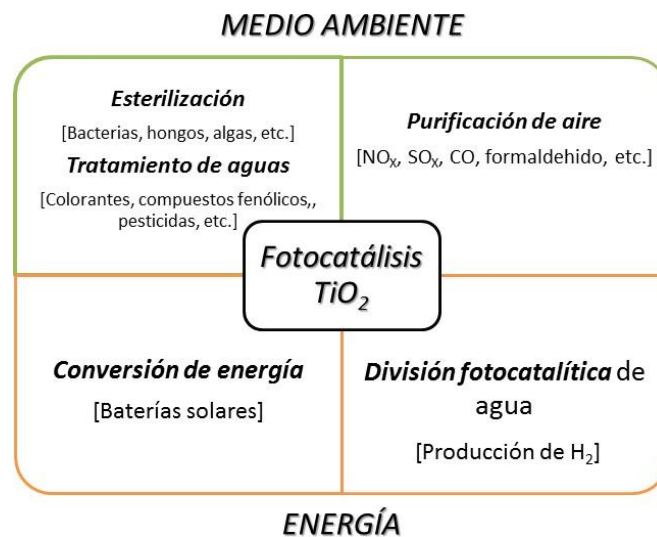 MEDIO AMBIENTE
Esterilización
[Bacterias, hongos, algas, etc.]
Tratamiento de aguas
[Colorantes, compuestos fenólicos,,
pesticidas, etc.]
Purificación de aire
[NOₓ, SOₓ, CO, formaldehido, etc.]
Fotocatálisis
TiO₂
Conversión de energía
[Baterías solares]
División fotocatalítica de
agua
[Producción de H₂]
ENERGÍA